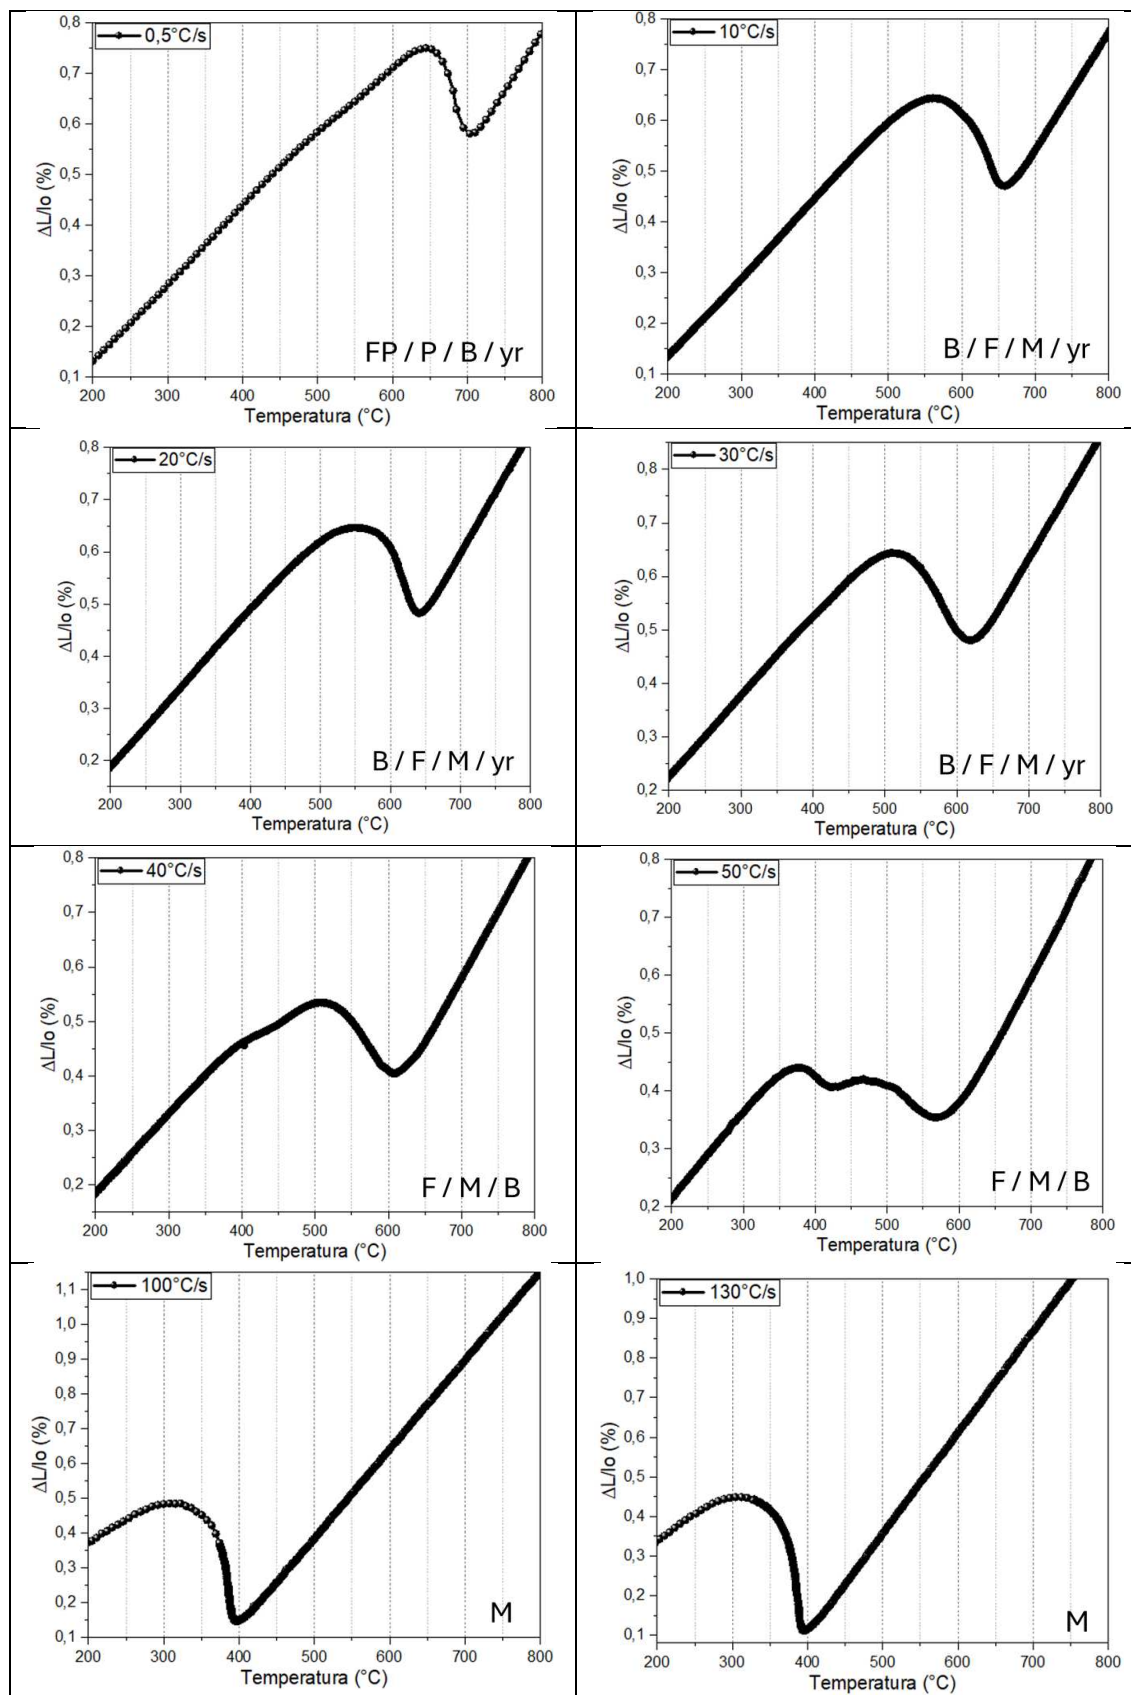 0,8
0,7
0,6
0,5
0,4
0,3
0,2
0,1
ΔL/lo (%)
0,5°C/s
FP / P / B / yr
200 300 400 500 600 700 800
Temperatura (°C)
0,8
0,7
0,6
0,5
0,4
0,3
0,2
0,1
ΔL/lo (%)
10°C/s
B / F / M / yr
200 300 400 500 600 700 800
Temperatura (°C)
0,8
0,7
0,6
0,5
0,4
0,3
0,2
ΔL/lo (%)
20°C/s
B / F / M / yr
200 300 400 500 600 700 800
Temperatura (°C)
0,8
0,7
0,6
0,5
0,4
0,3
0,2
ΔL/lo (%)
30°C/s
B / F / M / yr
200 300 400 500 600 700 800
Temperatura (°C)
0,8
0,7
0,6
0,5
0,4
0,3
0,2
ΔL/lo (%)
40°C/s
F / M / B
200 300 400 500 600 700 800
Temperatura (°C)
0,8
0,7
0,6
0,5
0,4
0,3
0,2
ΔL/lo (%)
50°C/s
F / M / B
200 300 400 500 600 700 800
Temperatura (°C)
1,1
1,0
0,9
0,8
0,7
0,6
0,5
0,4
0,3
0,2
0,1
ΔL/lo (%)
100°C/s
M
200 300 400 500 600 700 800
Temperatura (°C)
1,0
0,9
0,8
0,7
0,6
0,5
0,4
0,3
0,2
0,1
ΔL/lo (%)
130°C/s
M
200 300 400 500 600 700 800
Temperatura (°C)